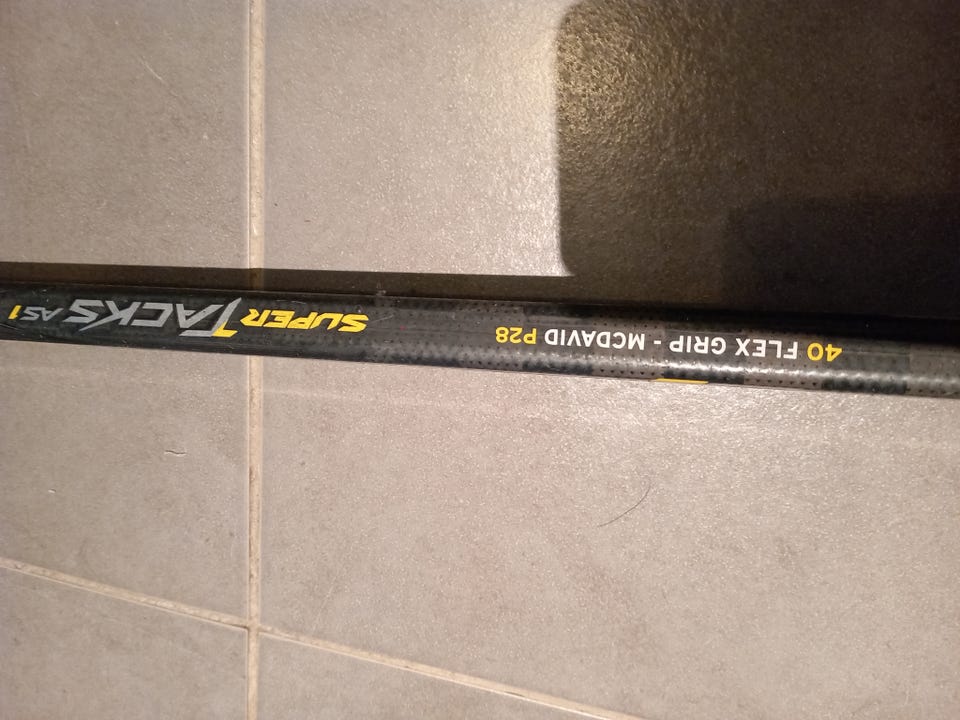 40 FLEX GRIP - MCDAVID P28
SUPER TACKS AS1